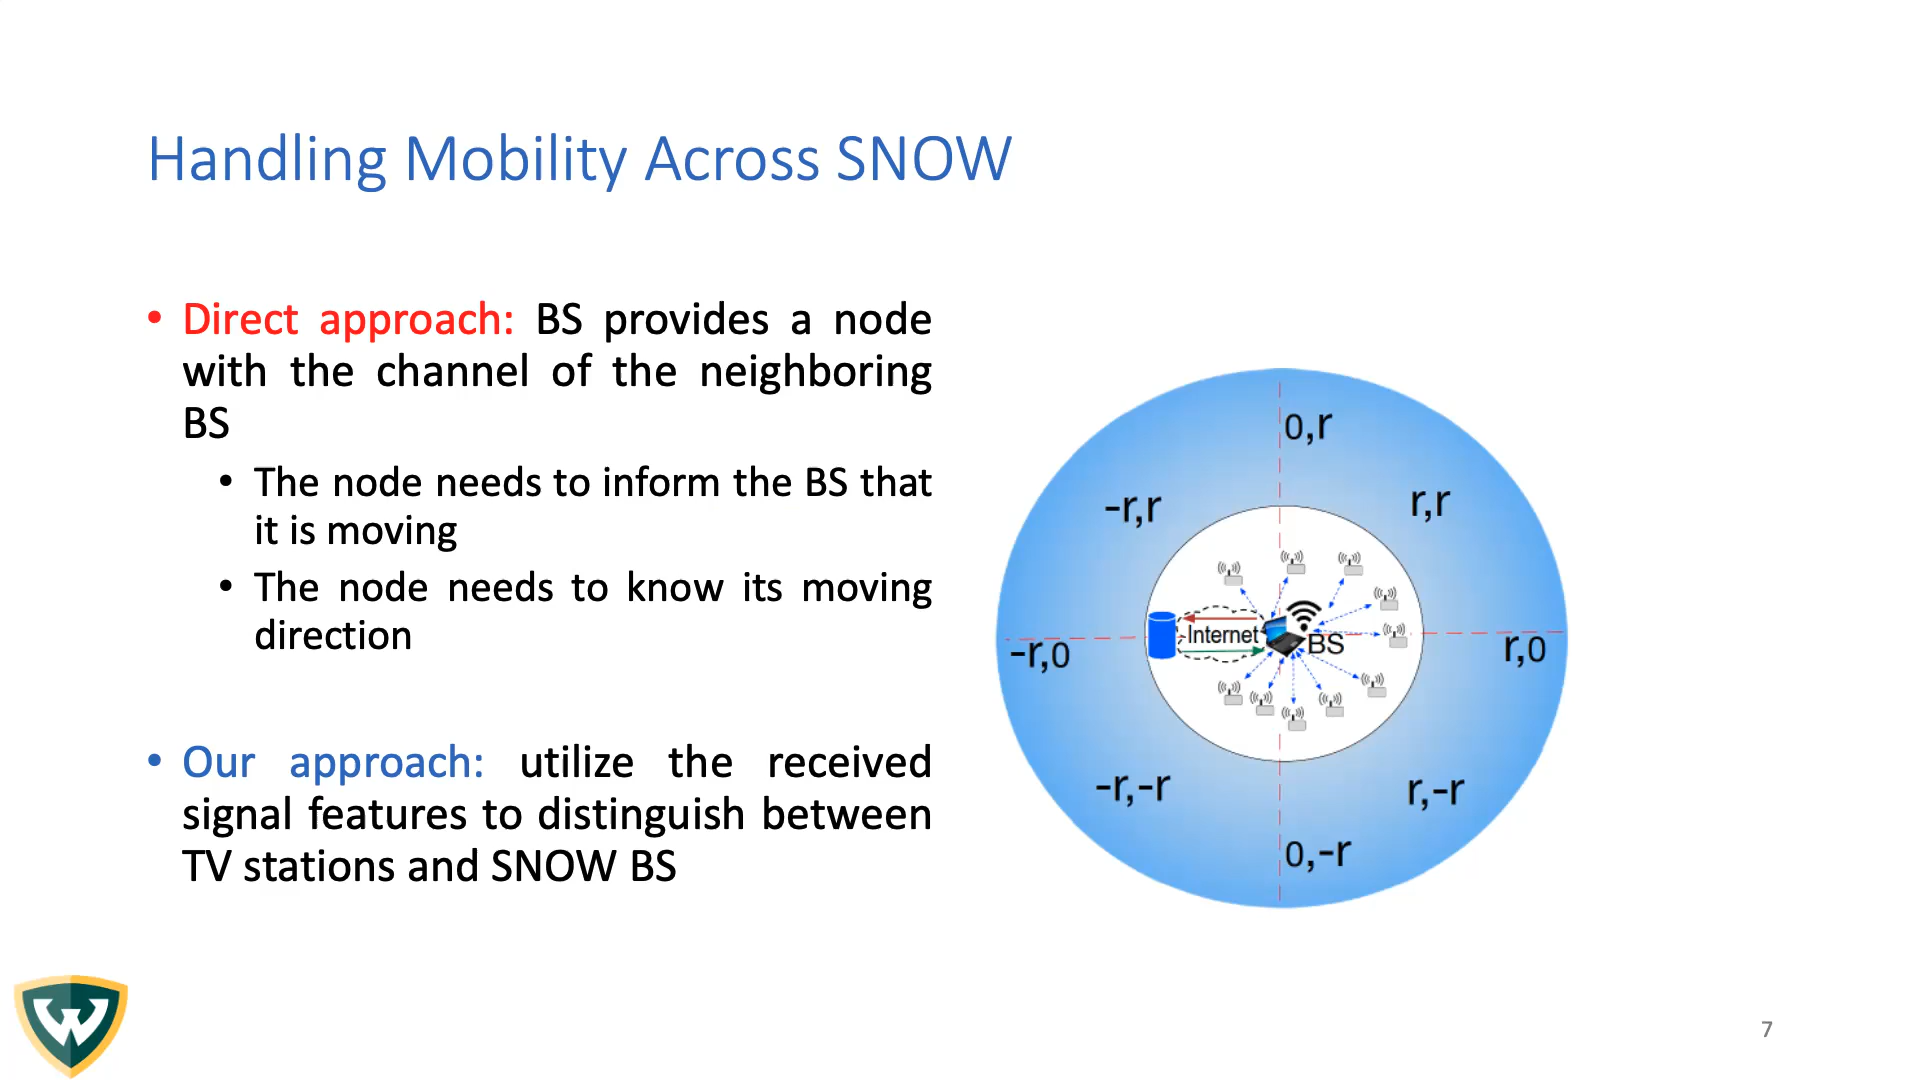 Handling Mobility Across SNOW
• Direct approach: BS provides a node
with the channel of the neighboring
BS
• The node needs to inform the BS that
it is moving
• The node needs to know its moving
direction
• Our approach: utilize the received
signal features to distinguish between
TV stations and SNOW BS
0,r
-r,r
r,r
Internet
BS
-r,0
r,0
-r,-r
r,-r
0,-r
W
7